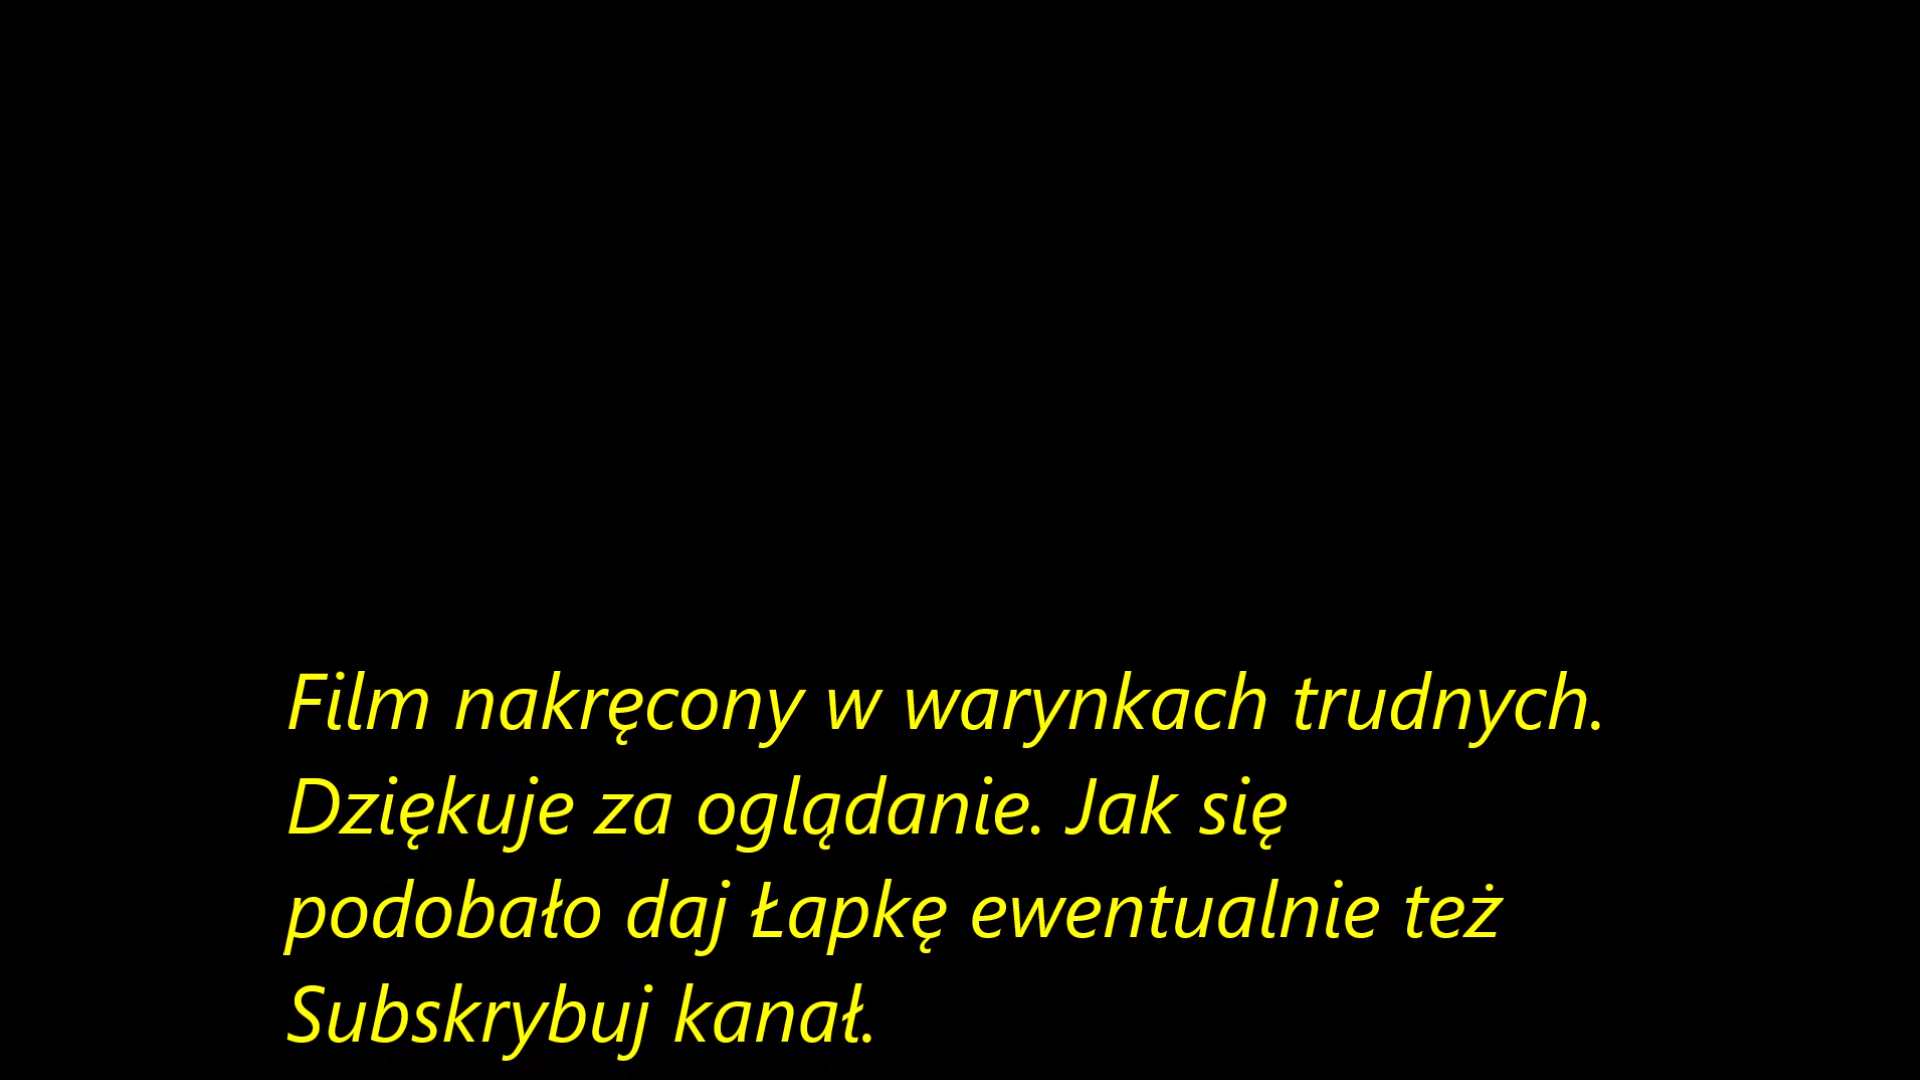 Film nakręcony w warynkach trudnych.
Dziękuje za oglądanie. Jak się
podobało daj Łapkę ewentualnie też
Subskrybuj kanał.